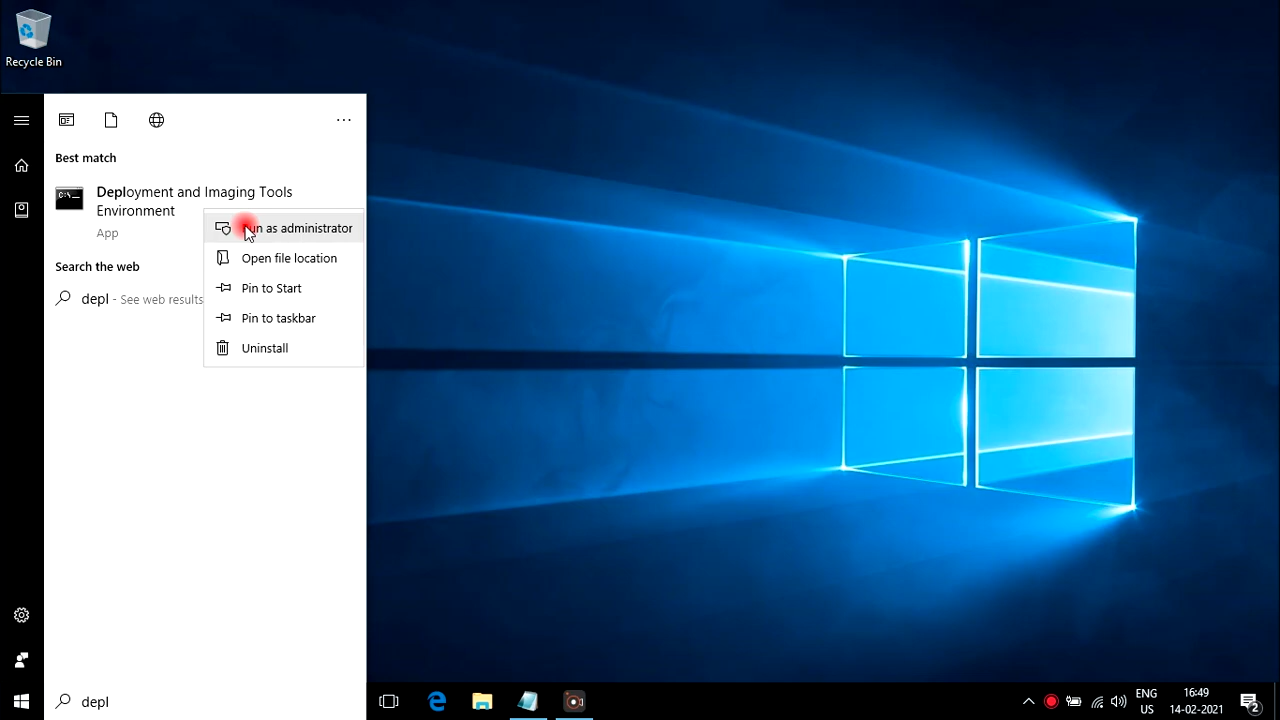 Recycle Bin
Best match
Deployment and Imaging Tools
Environment
App
Run as administrator
Open file location
Search the web
depl - See web results
Pin to Start
Pin to taskbar
Uninstall
depl
ENG
US
16:49
14-02-2021
2